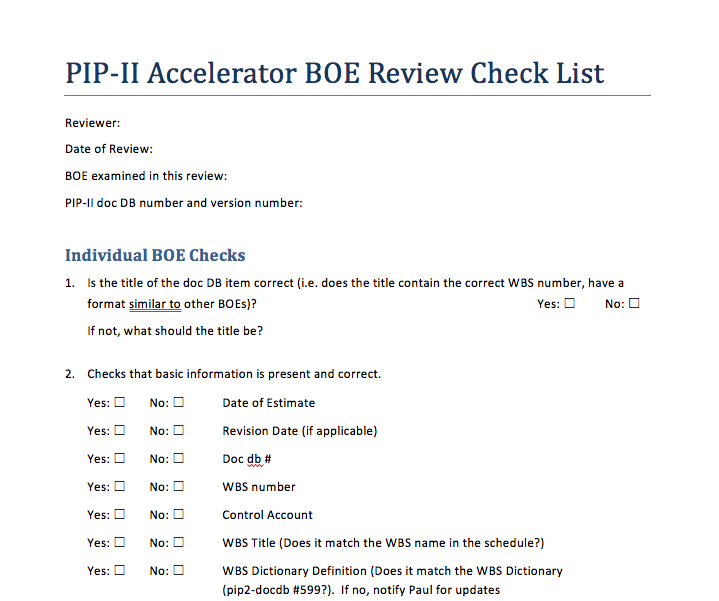 PIP-II Accelerator BOE Review Check List
Reviewer:
Date of Review:
BOE examined in this review:
PIP-II doc DB number and version number:
Individual BOE Checks
1. Is the title of the doc DB item correct (i.e. does the title contain the correct WBS number, have a
format similar to other BOEs)? Yes: ☐ No: ☐
If not, what should the title be?
2. Checks that basic information is present and correct.
Yes: ☐ No: ☐ Date of Estimate
Yes: ☐ No: ☐ Revision Date (if applicable)
Yes: ☐ No: ☐ Doc db #
Yes: ☐ No: ☐ WBS number
Yes: ☐ No: ☐ Control Account
Yes: ☐ No: ☐ WBS Title (Does it match the WBS name in the schedule?)
Yes: ☐ No: ☐ WBS Dictionary Definition (Does it match the WBS Dictionary
(pip2-docdb #599?). If no, notify Paul for updates